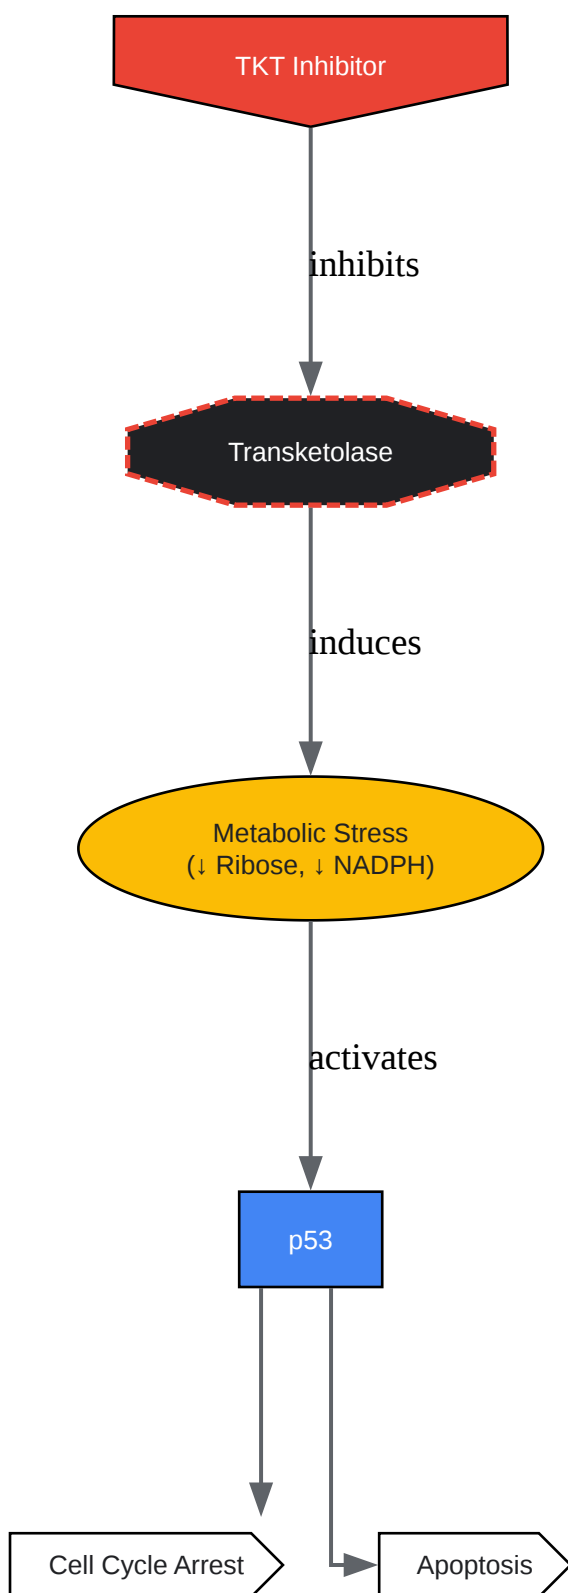 TKT Inhibitor
inhibits
Transketolase
induces
Metabolic Stress
(↓ Ribose, ↓ NADPH)
activates
p53
Cell Cycle Arrest
Apoptosis